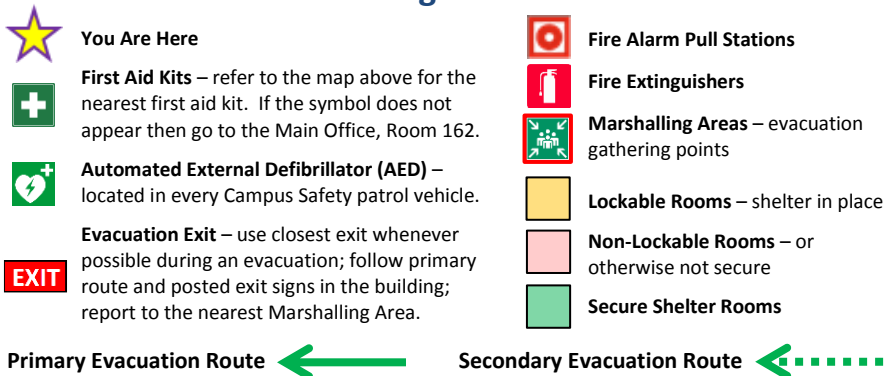 You Are Here
First Aid Kits – refer to the map above for the
nearest first aid kit.  If the symbol does not
appear then go to the Main Office, Room 162.
Automated External Defibrillator (AED) –
located in every Campus Safety patrol vehicle.
Evacuation Exit – use closest exit whenever
possible during an evacuation; follow primary
EXIT
route and posted exit signs in the building;
report to the nearest Marshalling Area.
Fire Alarm Pull Stations
Fire Extinguishers
Marshalling Areas – evacuation
gathering points
Lockable Rooms – shelter in place
Non-Lockable Rooms – or
otherwise not secure
Secure Shelter Rooms
Primary Evacuation Route
Secondary Evacuation Route